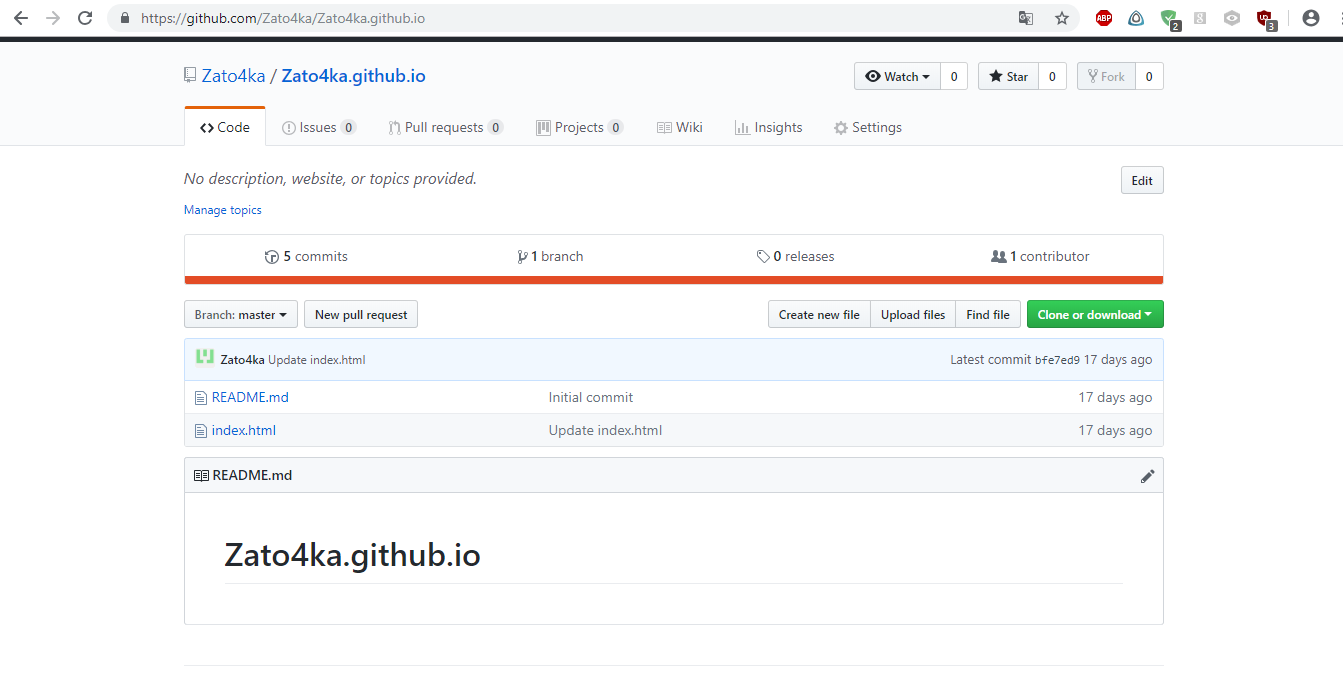 https://github.com/Zato4ka/Zato4ka.github.io
ABP
2
g
3
Zato4ka / Zato4ka.github.io
Watch 0
Star 0
Fork 0
Code
Issues 0
Pull requests 0
Projects 0
Wiki
Insights
Settings
No description, website, or topics provided.
Edit
Manage topics
5 commits
1 branch
0 releases
1 contributor
Branch: master
New pull request
Create new file
Upload files
Find file
Clone or download
Zato4ka Update index.html
Latest commit bfe7ed9 17 days ago
README.md Initial commit 17 days ago
index.html Update index.html 17 days ago
README.md
Zato4ka.github.io